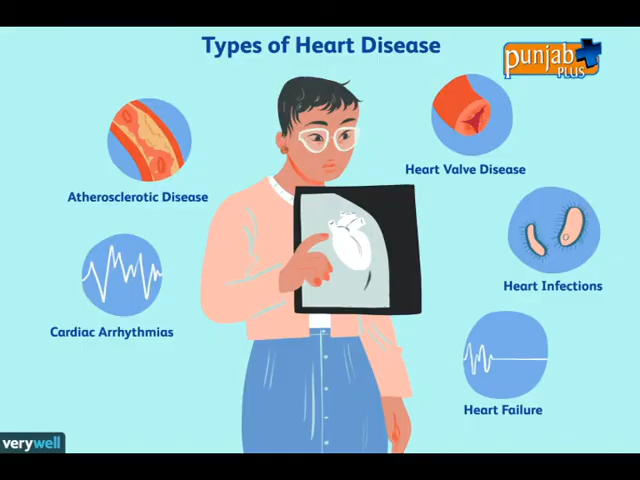 Types of Heart Disease
punjab
PLUS
Heart Valve Disease
Atherosclerotic Disease
Heart Infections
Cardiac Arrhythmias
Heart Failure
verywell